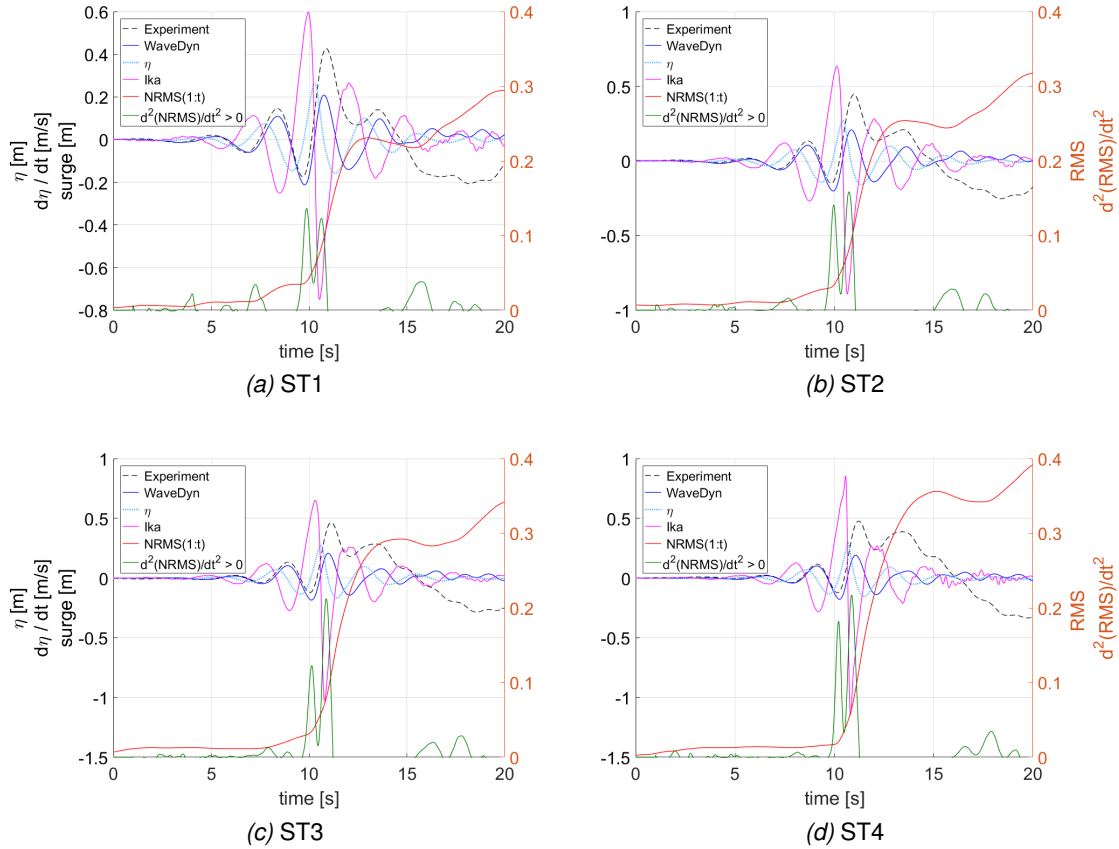 0.6
0.4
0.2
0
-0.2
-0.4
-0.6
-0.8
η [m]
dη / dt [m/s]
surge [m]
Experiment
WaveDyn
η
Ika
NRMS(1:t)
d²(NRMS)/dt² > 0
0.4
0.3
0.2
0.1
0
0 5 10 15 20
time [s]
(a) ST1
1
0.5
0
-0.5
-1
Experiment
WaveDyn
η
Ika
NRMS(1:t)
d²(NRMS)/dt² > 0
0.4
0.3
0.2
0.1
0
RMS
d²(RMS)/dt²
0 5 10 15 20
time [s]
(b) ST2
1
0.5
0
-0.5
-1
-1.5
η [m]
dη / dt [m/s]
surge [m]
Experiment
WaveDyn
η
Ika
NRMS(1:t)
d²(NRMS)/dt² > 0
0.4
0.3
0.2
0.1
0
0 5 10 15 20
time [s]
(c) ST3
1
0.5
0
-0.5
-1
-1.5
Experiment
WaveDyn
η
Ika
NRMS(1:t)
d²(NRMS)/dt² > 0
0.4
0.3
0.2
0.1
0
RMS
d²(RMS)/dt²
0 5 10 15 20
time [s]
(d) ST4